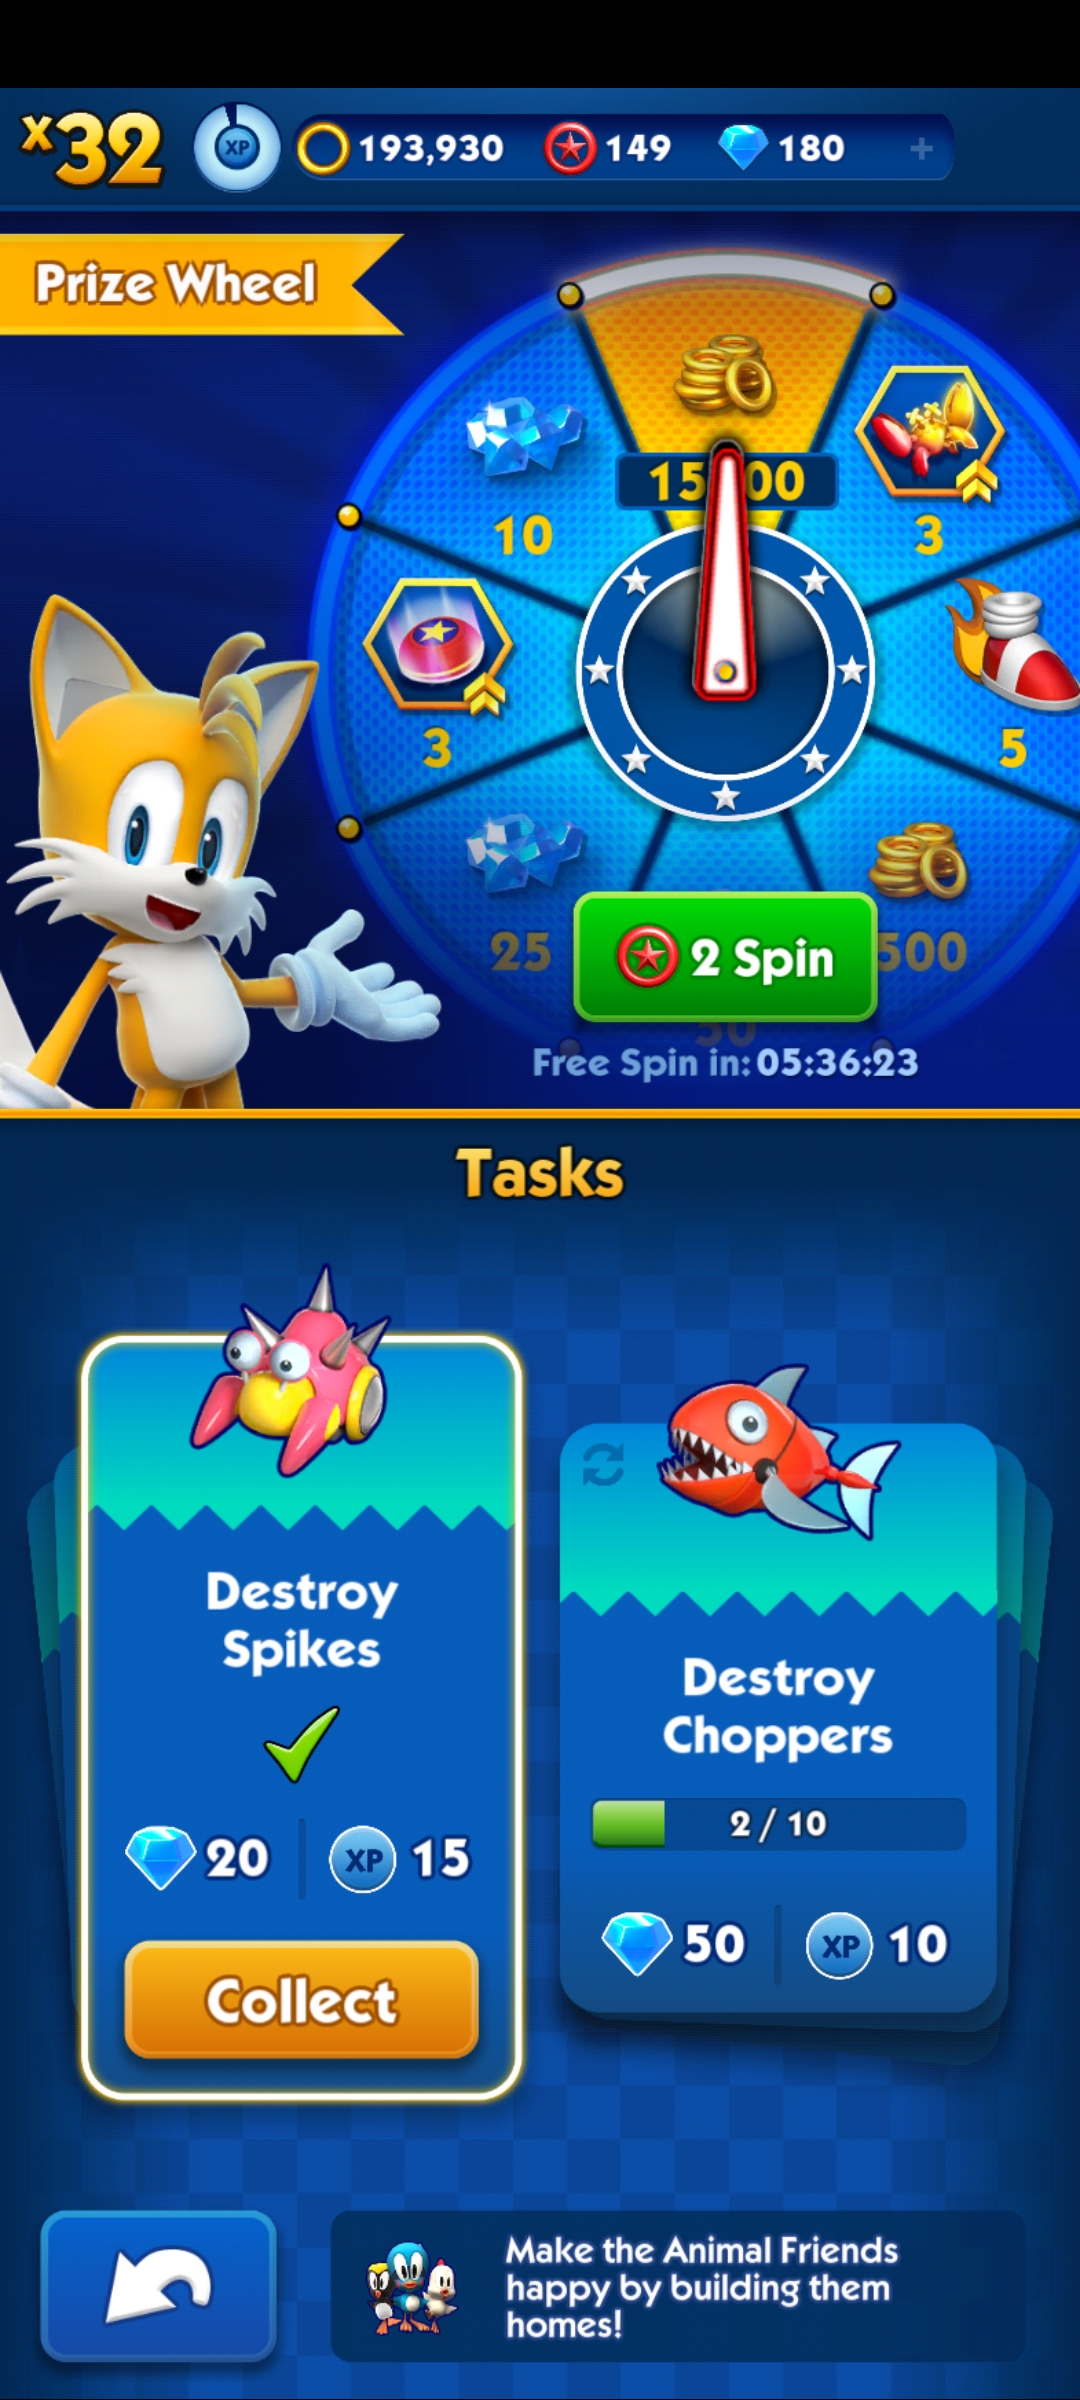 x32
XP
193,930
149
180
+
Prize Wheel
10
3
3
5
25
500
2 Spin
Free Spin in: 05:36:23
Tasks
Destroy
Spikes
20
XP 15
Collect
Destroy
Choppers
2 / 10
50
XP 10
Make the Animal Friends
happy by building them
homes!